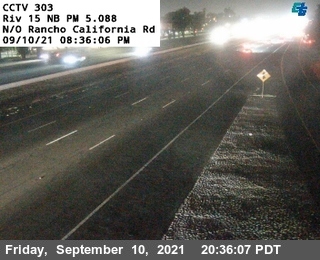 CCTV 303
Riv 15 NB PM 5.088
N/O Rancho California Rd
09/10/21 08:36:06 PM
Friday, September 10, 2021 20:36:07 PDT